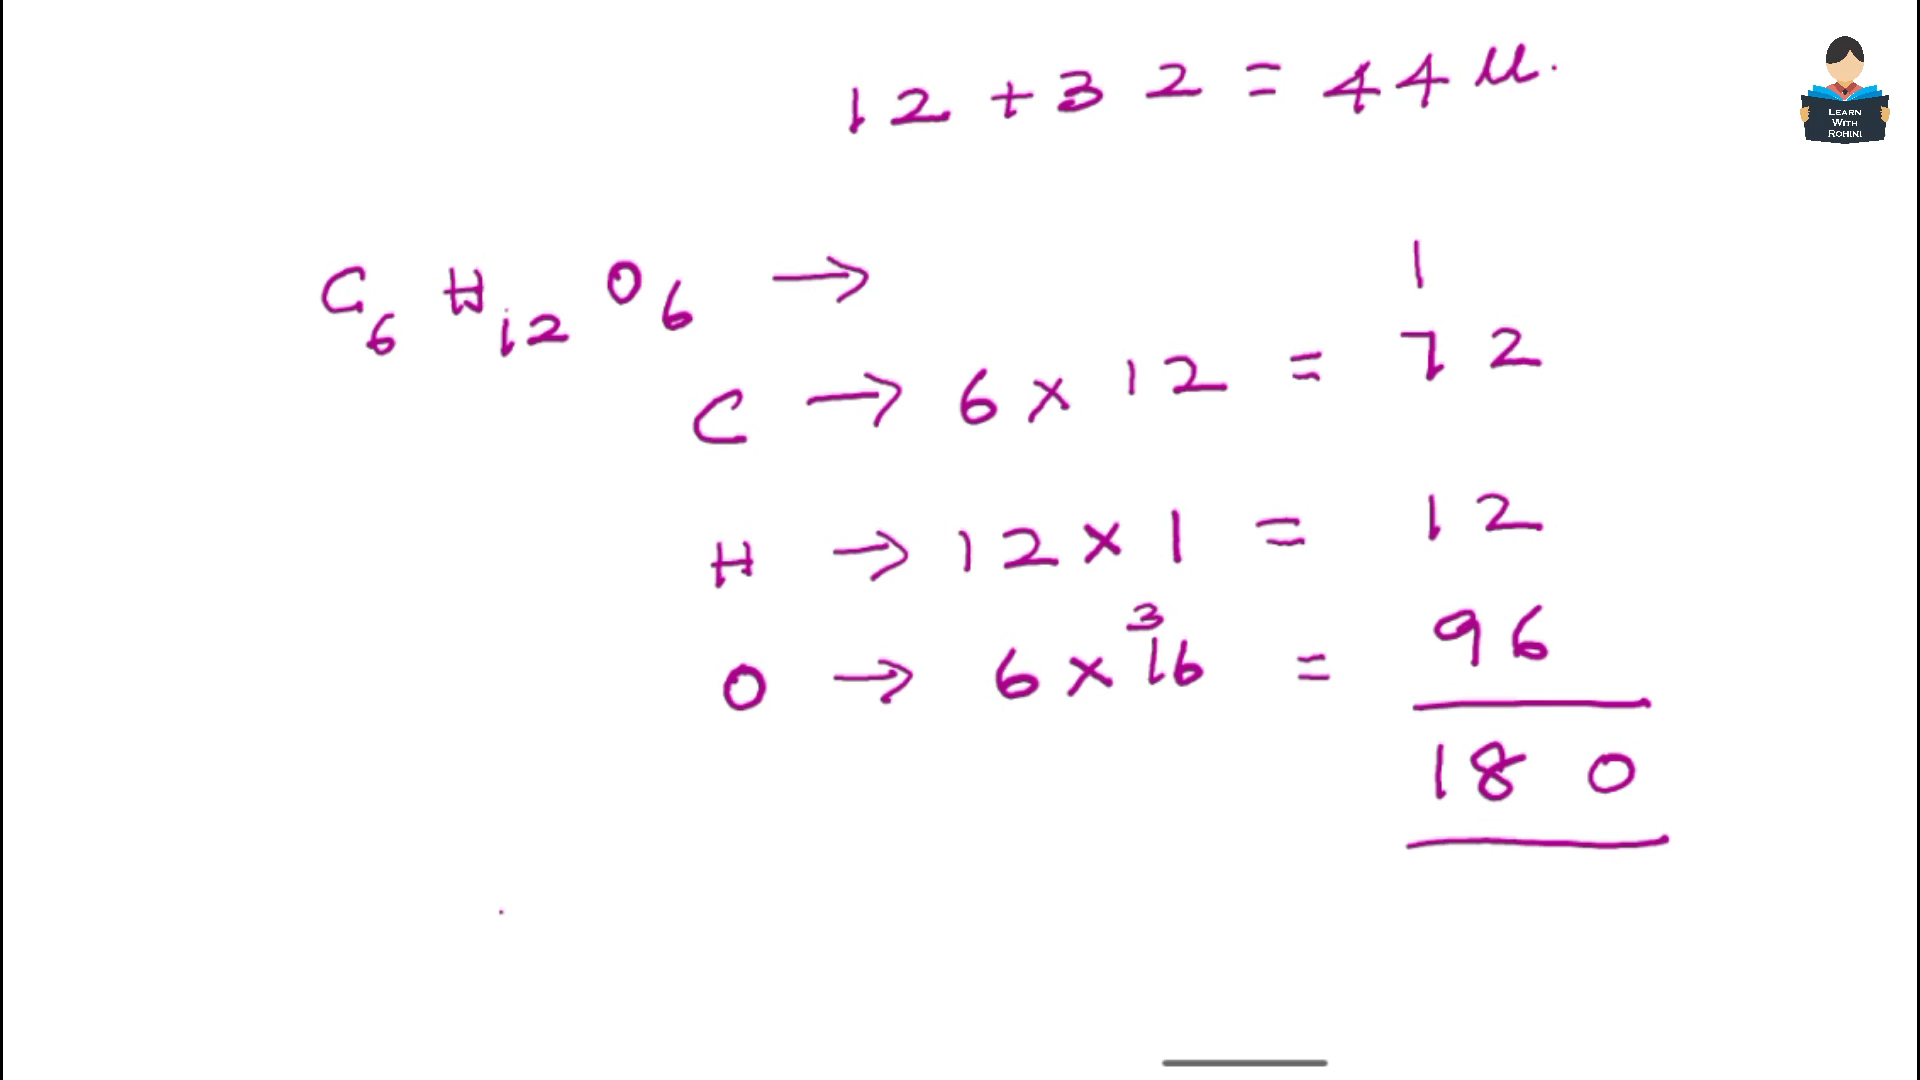 12 + 32 = 44 u.
LEARN
WITH
ROHINI
C6 H12 O6 →
1
C → 6 × 12 = 72
H → 12 × 1 = 12
3
O → 6 × 16 = 96
180